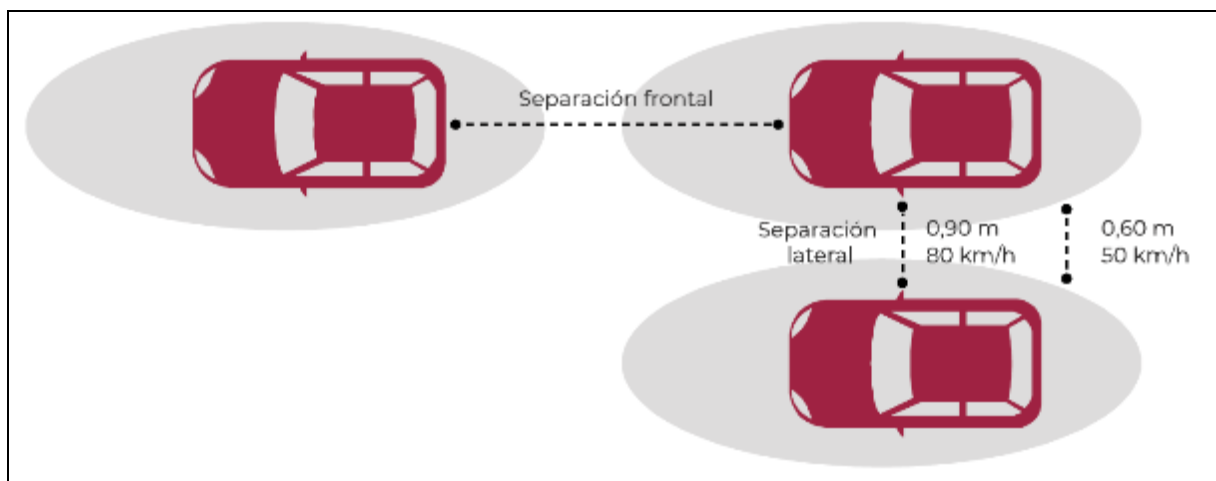 Separación frontal
Separación
lateral
0,90 m
80 km/h
0,60 m
50 km/h